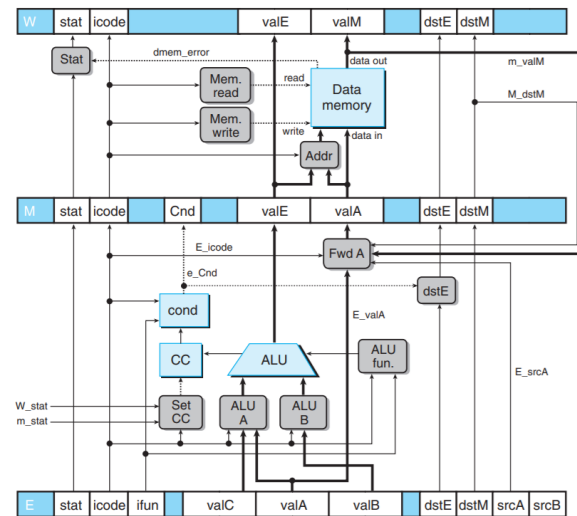 W stat icode valE valM dstE dstM
dmem_error
Stat
data out
m_valM
Mem.
read
read
Data
memory
M_dstM
Mem.
write
write
data in
Addr
M stat icode Cnd valE valA dstE dstM
E_icode
Fwd A
e_Cnd
dstE
cond
E_valA
CC
ALU
ALU
fun.
E_srcA
W_stat
m_stat
Set
CC
ALU
A
ALU
B
E stat icode ifun valC valA valB dstE dstM srcA srcB